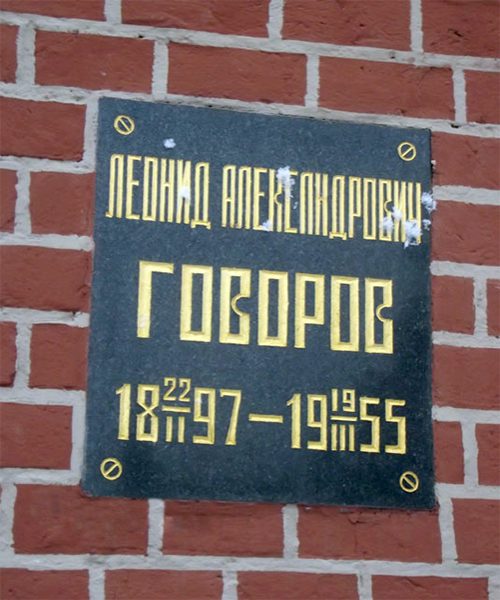 ЛЕОНИД АЛЕКСАНДРОВИЧ
ГОВОРОВ
18 22/II 97 — 19 19/III 55